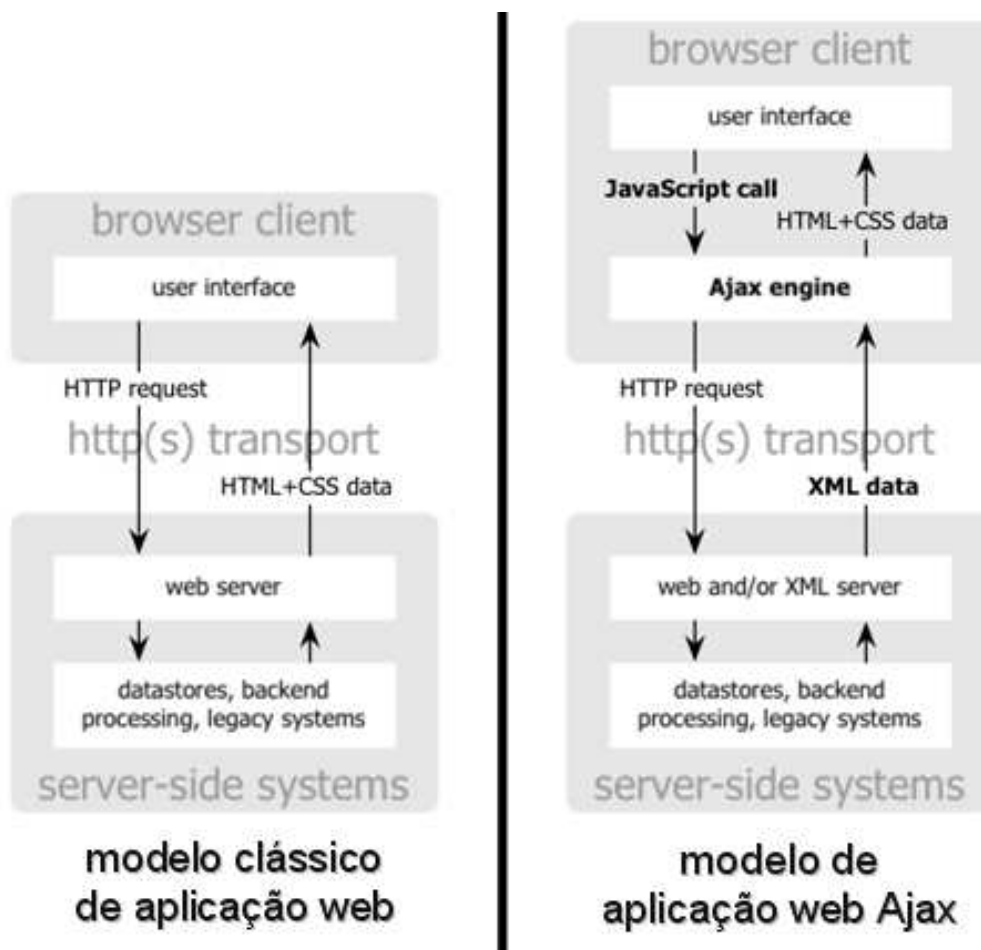 browser client
user interface
HTTP request
http(s) transport
HTML+CSS data
web server
datastores, backend
processing, legacy systems
server-side systems
modelo clássico
de aplicação web
browser client
user interface
JavaScript call
HTML+CSS data
Ajax engine
HTTP request
http(s) transport
XML data
web and/or XML server
datastores, backend
processing, legacy systems
server-side systems
modelo de
aplicação web Ajax